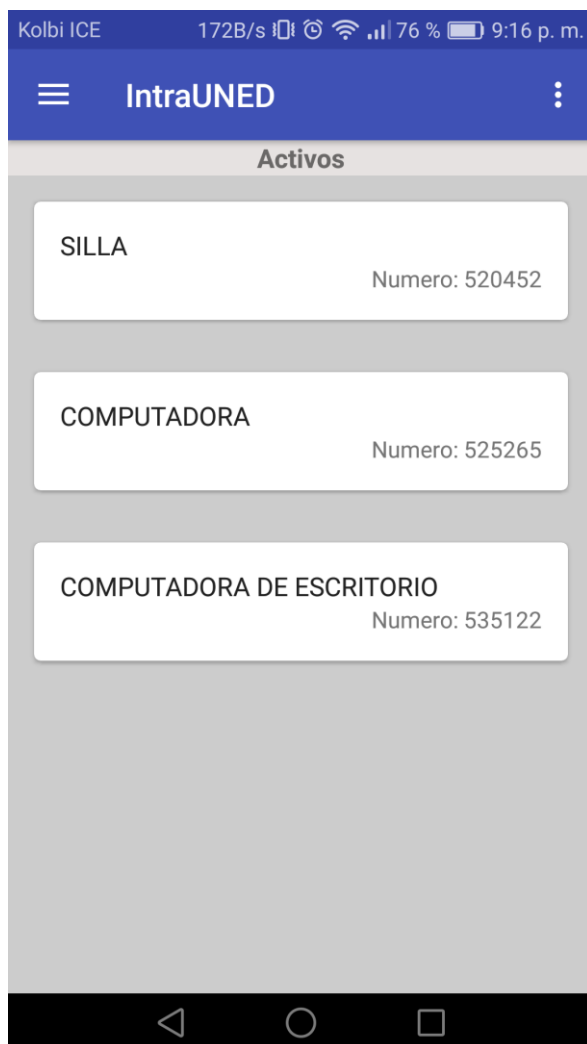 Kolbi ICE 172B/s 76 % 9:16 p. m.
IntraUNED
Activos
SILLA
Numero: 520452
COMPUTADORA
Numero: 525265
COMPUTADORA DE ESCRITORIO
Numero: 535122